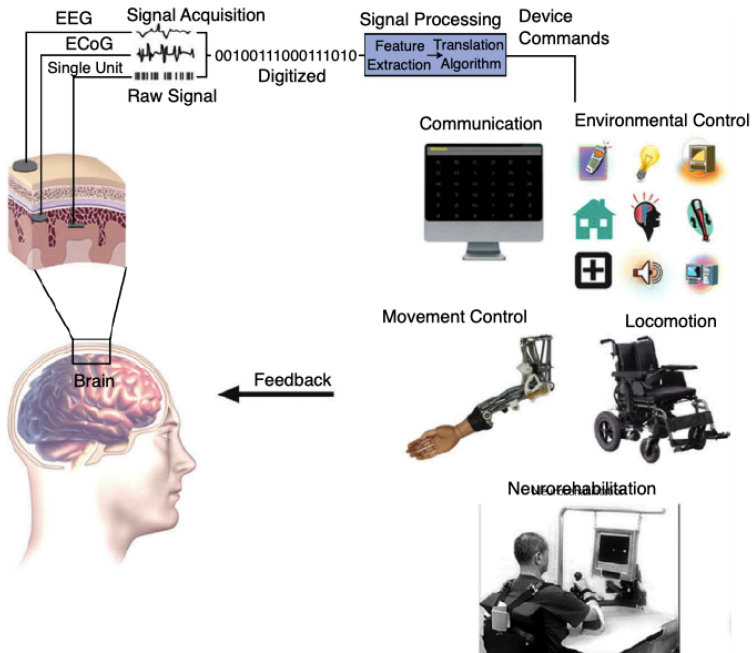 EEG
Signal Acquisition
ECoG
Single Unit
Raw Signal
00100111000111010
Digitized
Signal Processing
Feature Extraction
Translation Algorithm
Device
Commands
Communication
Environmental Control
Movement Control
Locomotion
Brain
Feedback
Neurorehabilitation